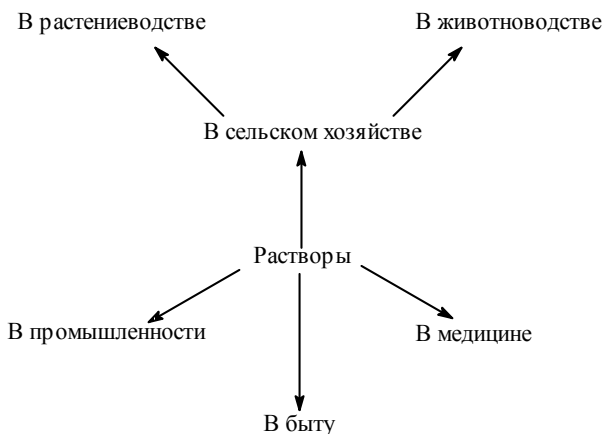 В растениеводстве
В животноводстве
В сельском хозяйстве
Растворы
В промышленности
В медицине
В быту